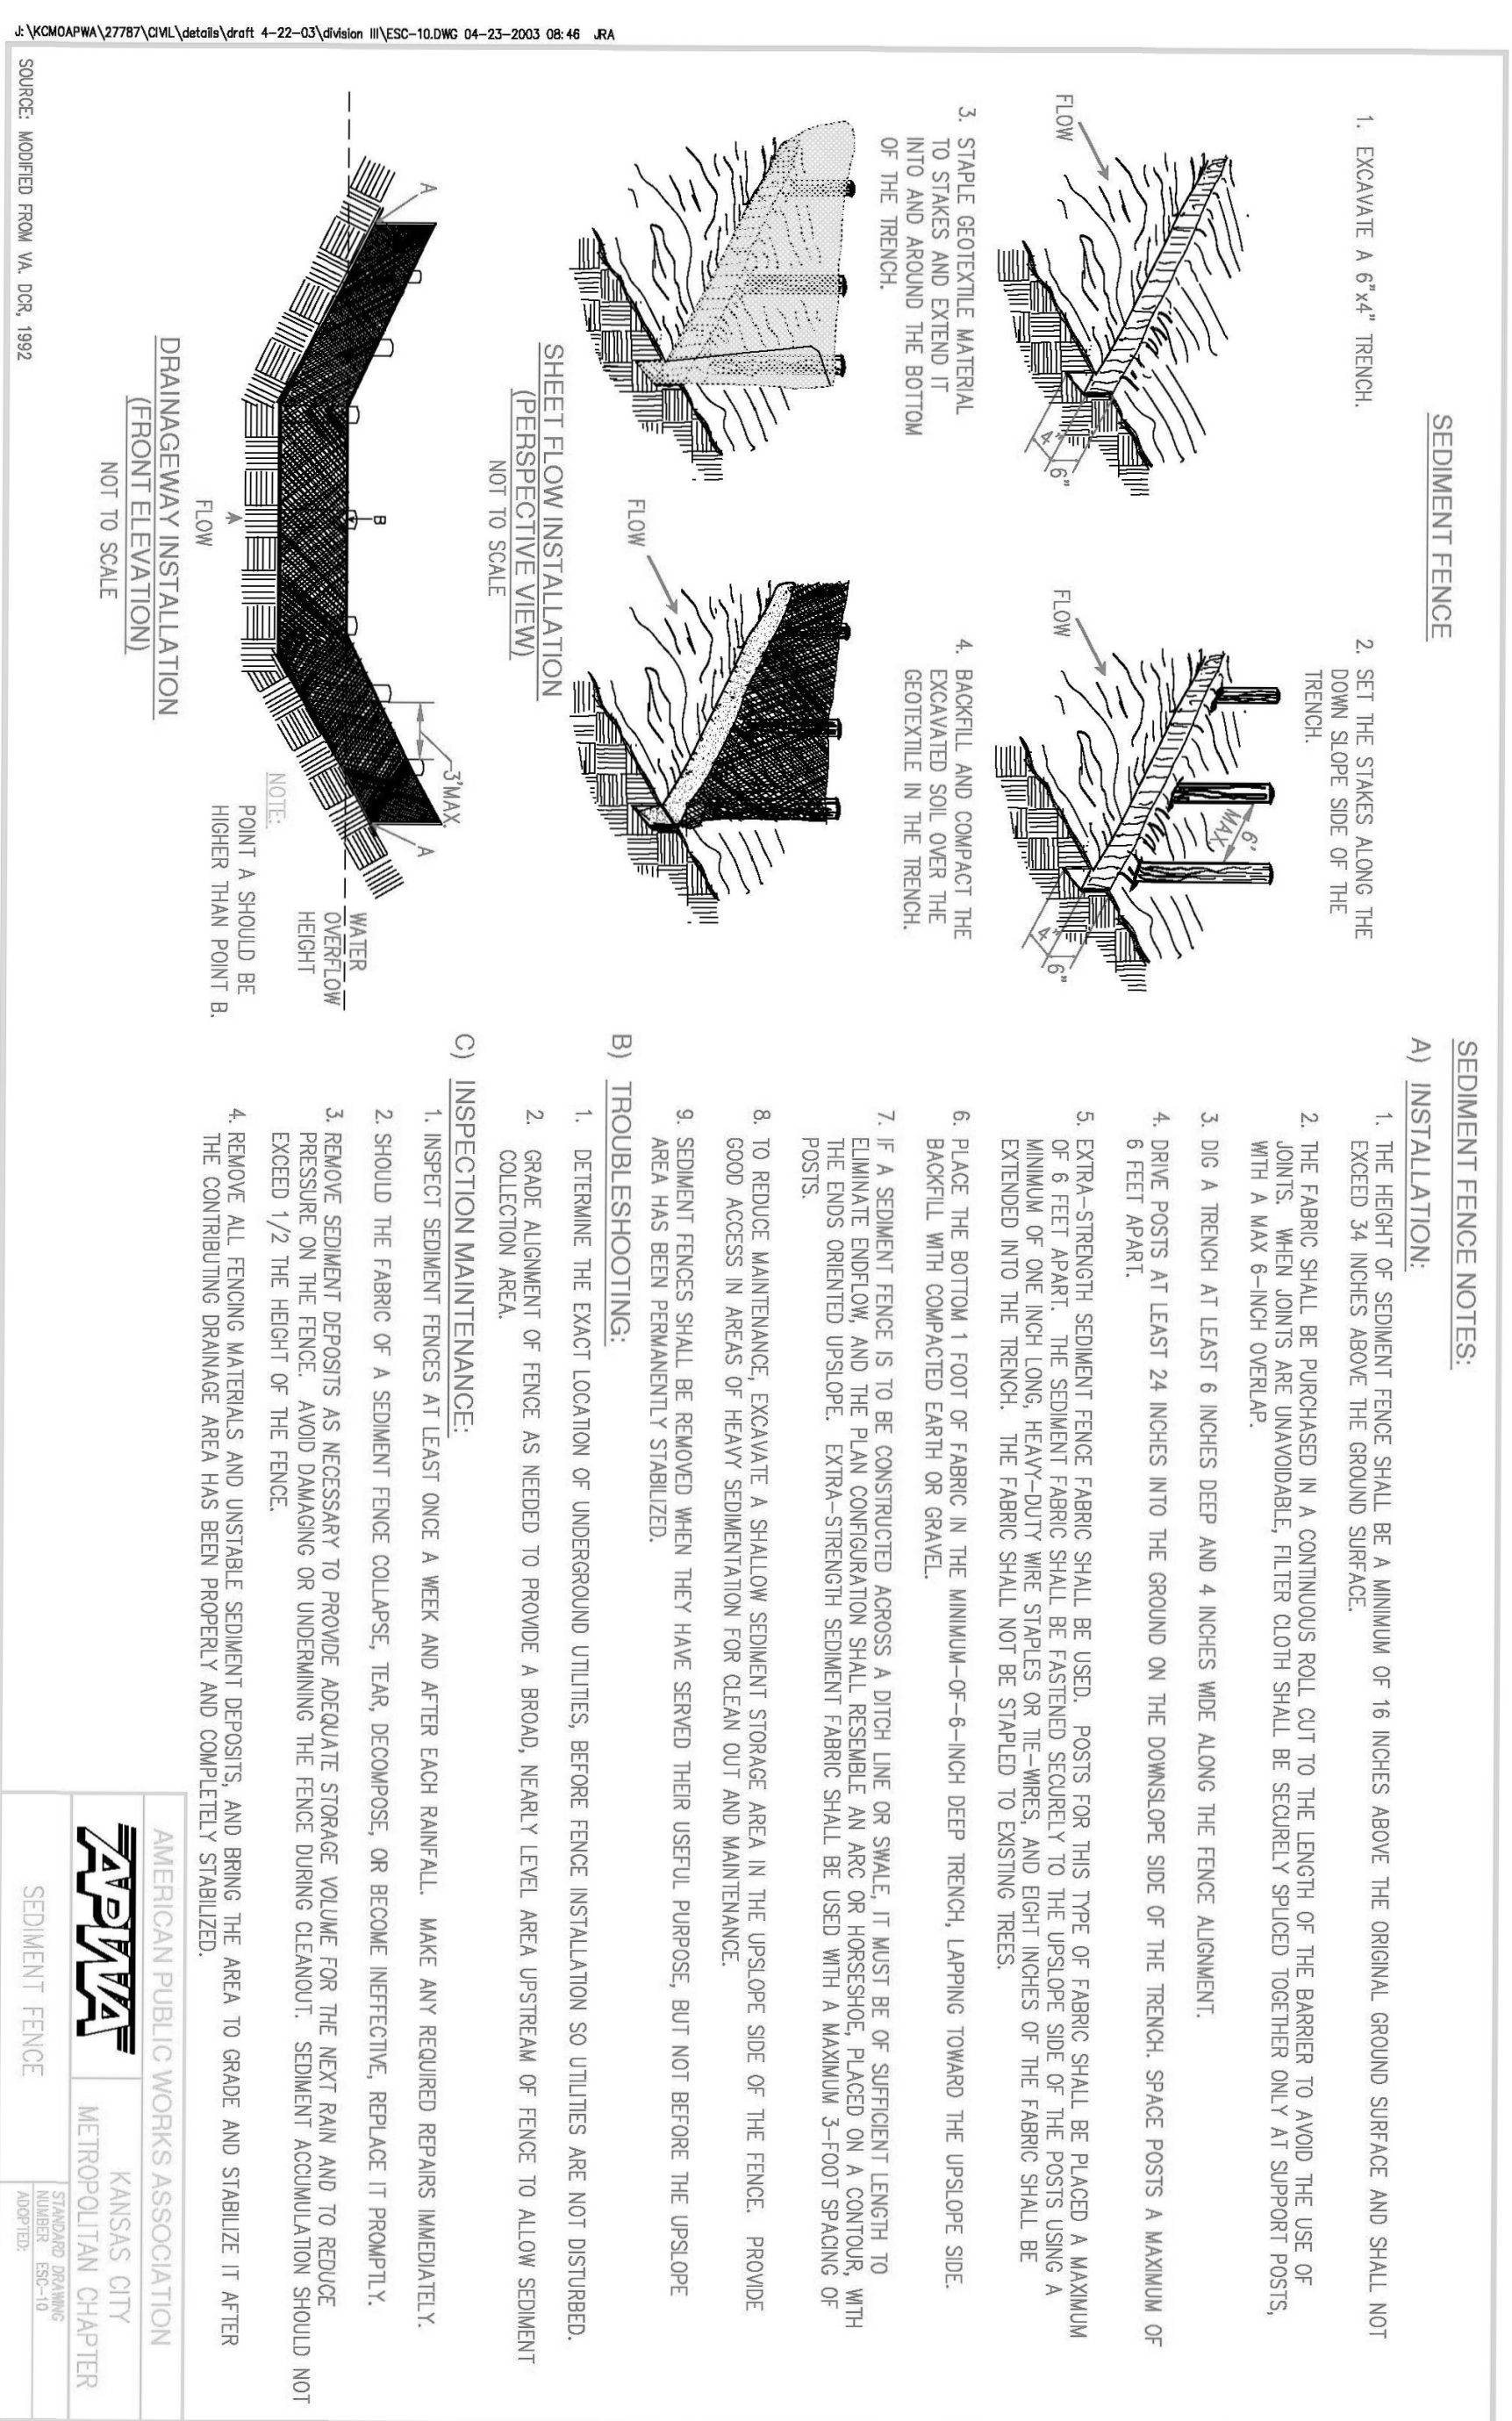 J:\KCMOAPWA\27787\CIVIL\details\draft 4-22-03\division III\ESC-10.DWG 04-23-2003 08:46 JRA
SEDIMENT FENCE
1. EXCAVATE A 6"x4" TRENCH.
FLOW
4"
6"
2. SET THE STAKES ALONG THE
DOWN SLOPE SIDE OF THE
TRENCH.
FLOW
6'
MAX
4"
6"
3. STAPLE GEOTEXTILE MATERIAL
TO STAKES AND EXTEND IT
INTO AND AROUND THE BOTTOM
OF THE TRENCH.
4. BACKFILL AND COMPACT THE
EXCAVATED SOIL OVER THE
GEOTEXTILE IN THE TRENCH.
FLOW
SHEET FLOW INSTALLATION
(PERSPECTIVE VIEW)
NOT TO SCALE
A
B
3'MAX.
A
WATER
OVERFLOW
HEIGHT
FLOW
NOTE:
POINT A SHOULD BE
HIGHER THAN POINT B.
DRAINAGEWAY INSTALLATION
(FRONT ELEVATION)
NOT TO SCALE
SOURCE: MODIFIED FROM VA. DCR, 1992
SEDIMENT FENCE NOTES:
A) INSTALLATION:
1. THE HEIGHT OF SEDIMENT FENCE SHALL BE A MINIMUM OF 16 INCHES ABOVE THE ORIGINAL GROUND SURFACE AND SHALL NOT
EXCEED 34 INCHES ABOVE THE GROUND SURFACE.
2. THE FABRIC SHALL BE PURCHASED IN A CONTINUOUS ROLL CUT TO THE LENGTH OF THE BARRIER TO AVOID THE USE OF
JOINTS. WHEN JOINTS ARE UNAVOIDABLE, FILTER CLOTH SHALL BE SECURELY SPLICED TOGETHER ONLY AT SUPPORT POSTS,
WITH A MAX 6-INCH OVERLAP.
3. DIG A TRENCH AT LEAST 6 INCHES DEEP AND 4 INCHES WIDE ALONG THE FENCE ALIGNMENT.
4. DRIVE POSTS AT LEAST 24 INCHES INTO THE GROUND ON THE DOWNSLOPE SIDE OF THE TRENCH. SPACE POSTS A MAXIMUM OF
6 FEET APART.
5. EXTRA-STRENGTH SEDIMENT FENCE FABRIC SHALL BE USED. POSTS FOR THIS TYPE OF FABRIC SHALL BE PLACED A MAXIMUM
OF 6 FEET APART. THE SEDIMENT FABRIC SHALL BE FASTENED SECURELY TO THE UPSLOPE SIDE OF THE POSTS USING A
MINIMUM OF ONE INCH LONG, HEAVY-DUTY WIRE STAPLES OR TIE-WIRES, AND EIGHT INCHES OF THE FABRIC SHALL BE
EXTENDED INTO THE TRENCH. THE FABRIC SHALL NOT BE STAPLED TO EXISTING TREES.
6. PLACE THE BOTTOM 1 FOOT OF FABRIC IN THE MINIMUM-OF-6-INCH DEEP TRENCH, LAPPING TOWARD THE UPSLOPE SIDE.
BACKFILL WITH COMPACTED EARTH OR GRAVEL.
7. IF A SEDIMENT FENCE IS TO BE CONSTRUCTED ACROSS A DITCH LINE OR SWALE, IT MUST BE OF SUFFICIENT LENGTH TO
ELIMINATE ENDFLOW, AND THE PLAN CONFIGURATION SHALL RESEMBLE AN ARC OR HORSESHOE, PLACED ON A CONTOUR, WITH
THE ENDS ORIENTED UPSLOPE. EXTRA-STRENGTH SEDIMENT FABRIC SHALL BE USED WITH A MAXIMUM 3-FOOT SPACING OF
POSTS.
8. TO REDUCE MAINTENANCE, EXCAVATE A SHALLOW SEDIMENT STORAGE AREA IN THE UPSLOPE SIDE OF THE FENCE. PROVIDE
GOOD ACCESS IN AREAS OF HEAVY SEDIMENTATION FOR CLEAN OUT AND MAINTENANCE.
9. SEDIMENT FENCES SHALL BE REMOVED WHEN THEY HAVE SERVED THEIR USEFUL PURPOSE, BUT NOT BEFORE THE UPSLOPE
AREA HAS BEEN PERMANENTLY STABILIZED.
B) TROUBLESHOOTING:
1. DETERMINE THE EXACT LOCATION OF UNDERGROUND UTILITIES, BEFORE FENCE INSTALLATION SO UTILITIES ARE NOT DISTURBED.
2. GRADE ALIGNMENT OF FENCE AS NEEDED TO PROVIDE A BROAD, NEARLY LEVEL AREA UPSTREAM OF FENCE TO ALLOW SEDIMENT
COLLECTION AREA.
C) INSPECTION MAINTENANCE:
1. INSPECT SEDIMENT FENCES AT LEAST ONCE A WEEK AND AFTER EACH RAINFALL. MAKE ANY REQUIRED REPAIRS IMMEDIATELY.
2. SHOULD THE FABRIC OF A SEDIMENT FENCE COLLAPSE, TEAR, DECOMPOSE, OR BECOME INEFFECTIVE, REPLACE IT PROMPTLY.
3. REMOVE SEDIMENT DEPOSITS AS NECESSARY TO PROVIDE ADEQUATE STORAGE VOLUME FOR THE NEXT RAIN AND TO REDUCE
PRESSURE ON THE FENCE. AVOID DAMAGING OR UNDERMINING THE FENCE DURING CLEANOUT. SEDIMENT ACCUMULATION SHOULD NOT
EXCEED 1/2 THE HEIGHT OF THE FENCE.
4. REMOVE ALL FENCING MATERIALS AND UNSTABLE SEDIMENT DEPOSITS, AND BRING THE AREA TO GRADE AND STABILIZE IT AFTER
THE CONTRIBUTING DRAINAGE AREA HAS BEEN PROPERLY AND COMPLETELY STABILIZED.
AMERICAN PUBLIC WORKS ASSOCIATION
APWA
KANSAS CITY
METROPOLITAN CHAPTER
SEDIMENT FENCE
STANDARD DRAWING
NUMBER ESC-10
ADOPTED: